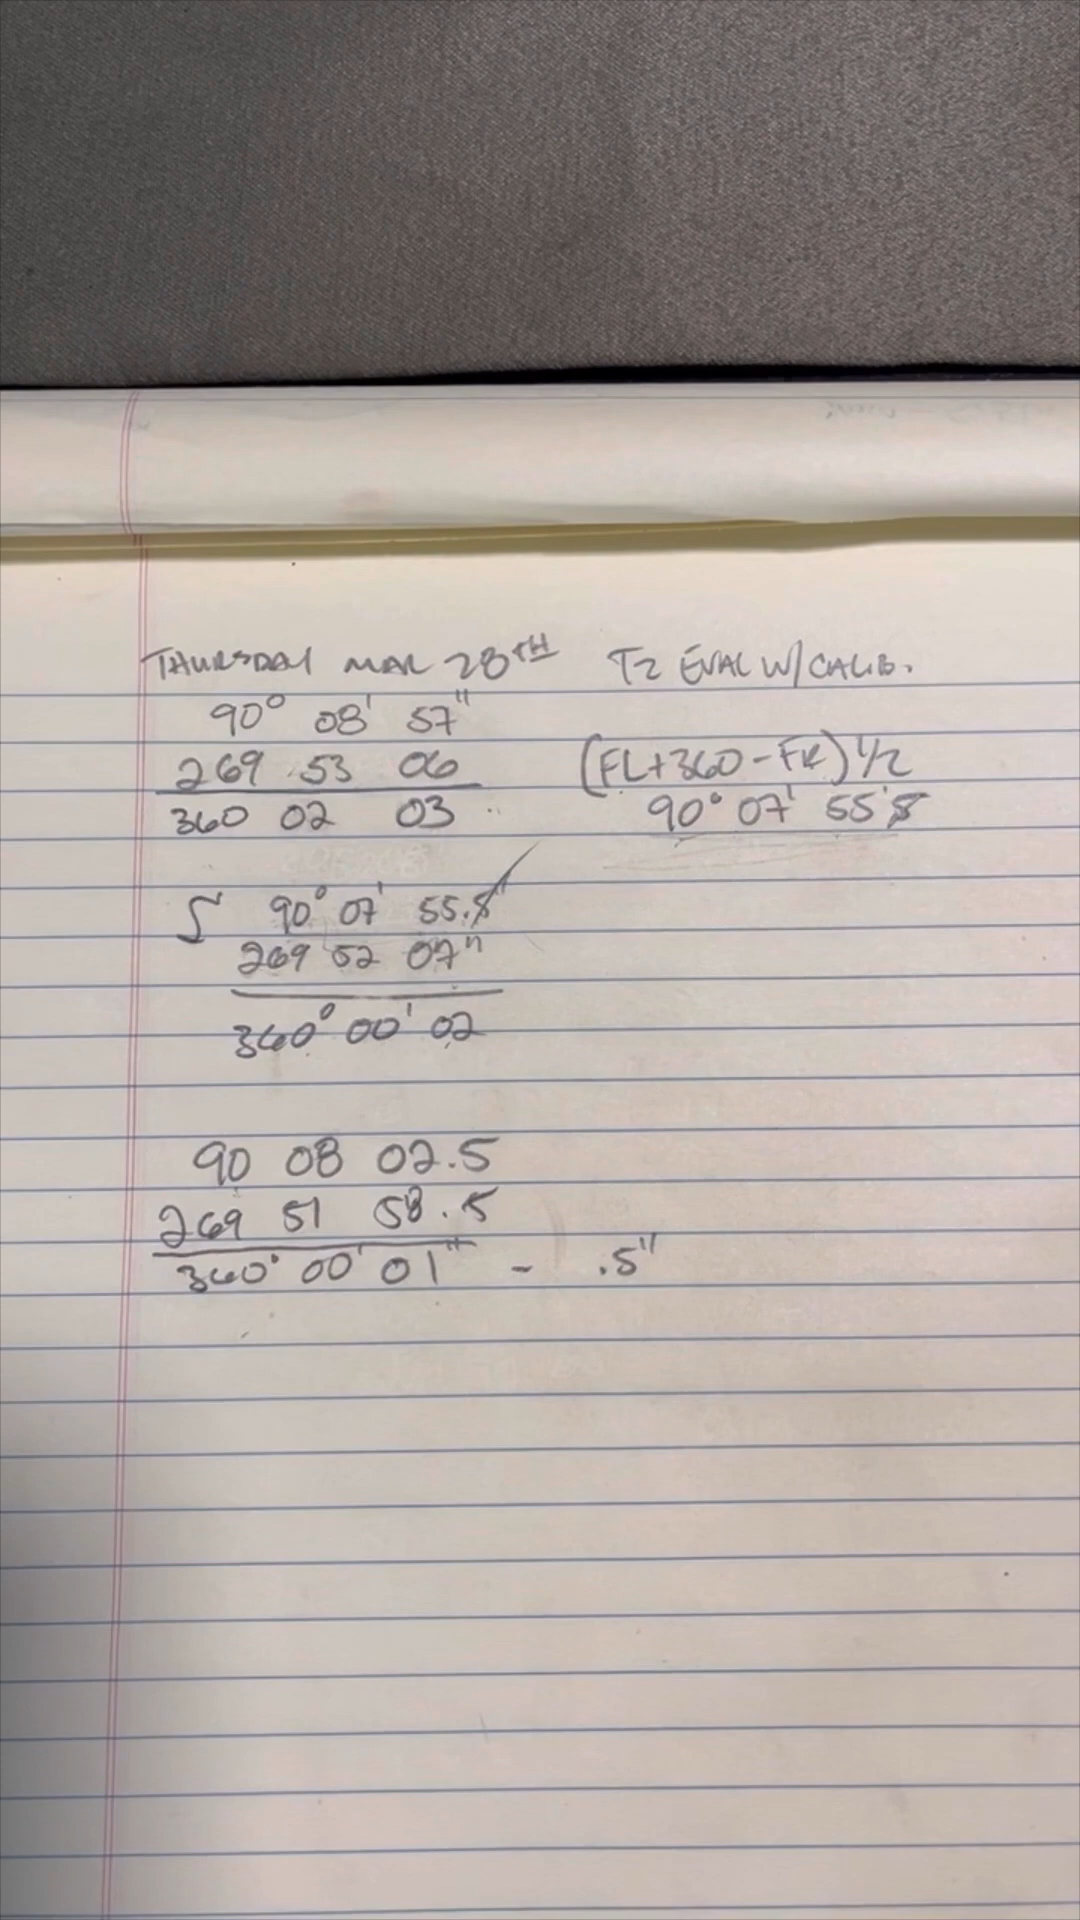 THURSDAY MAR 28TH T2 EVAL W/ CALIB.
90° 08' 57"
269 53 06 (FL+360-FR) 1/2
360 02 03 90° 07' 55.5
S 90° 07' 55.5"
269 52 07"
360° 00' 02
90 08 02.5
269 51 58.5
360° 00' 01" - .5"